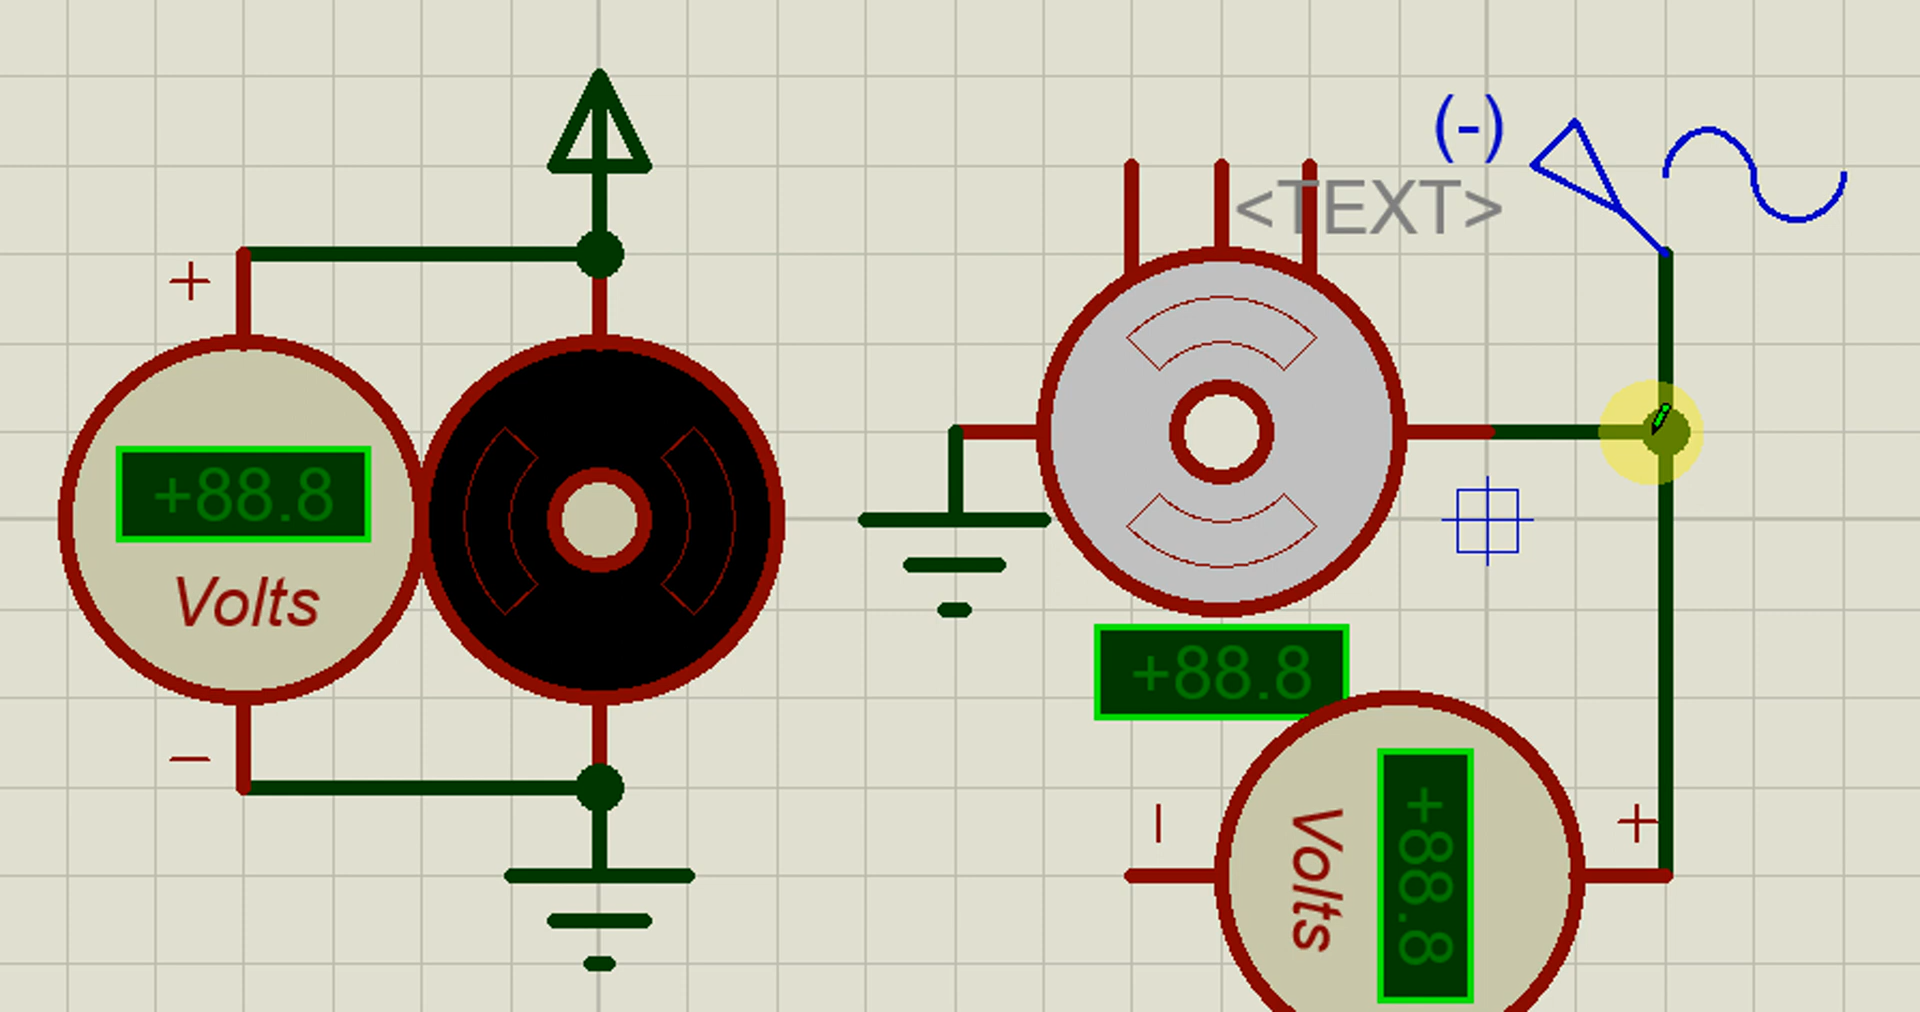 (-)
<TEXT>
+
+88.8
Volts
−
+88.8
−
+
Volts
+88.8